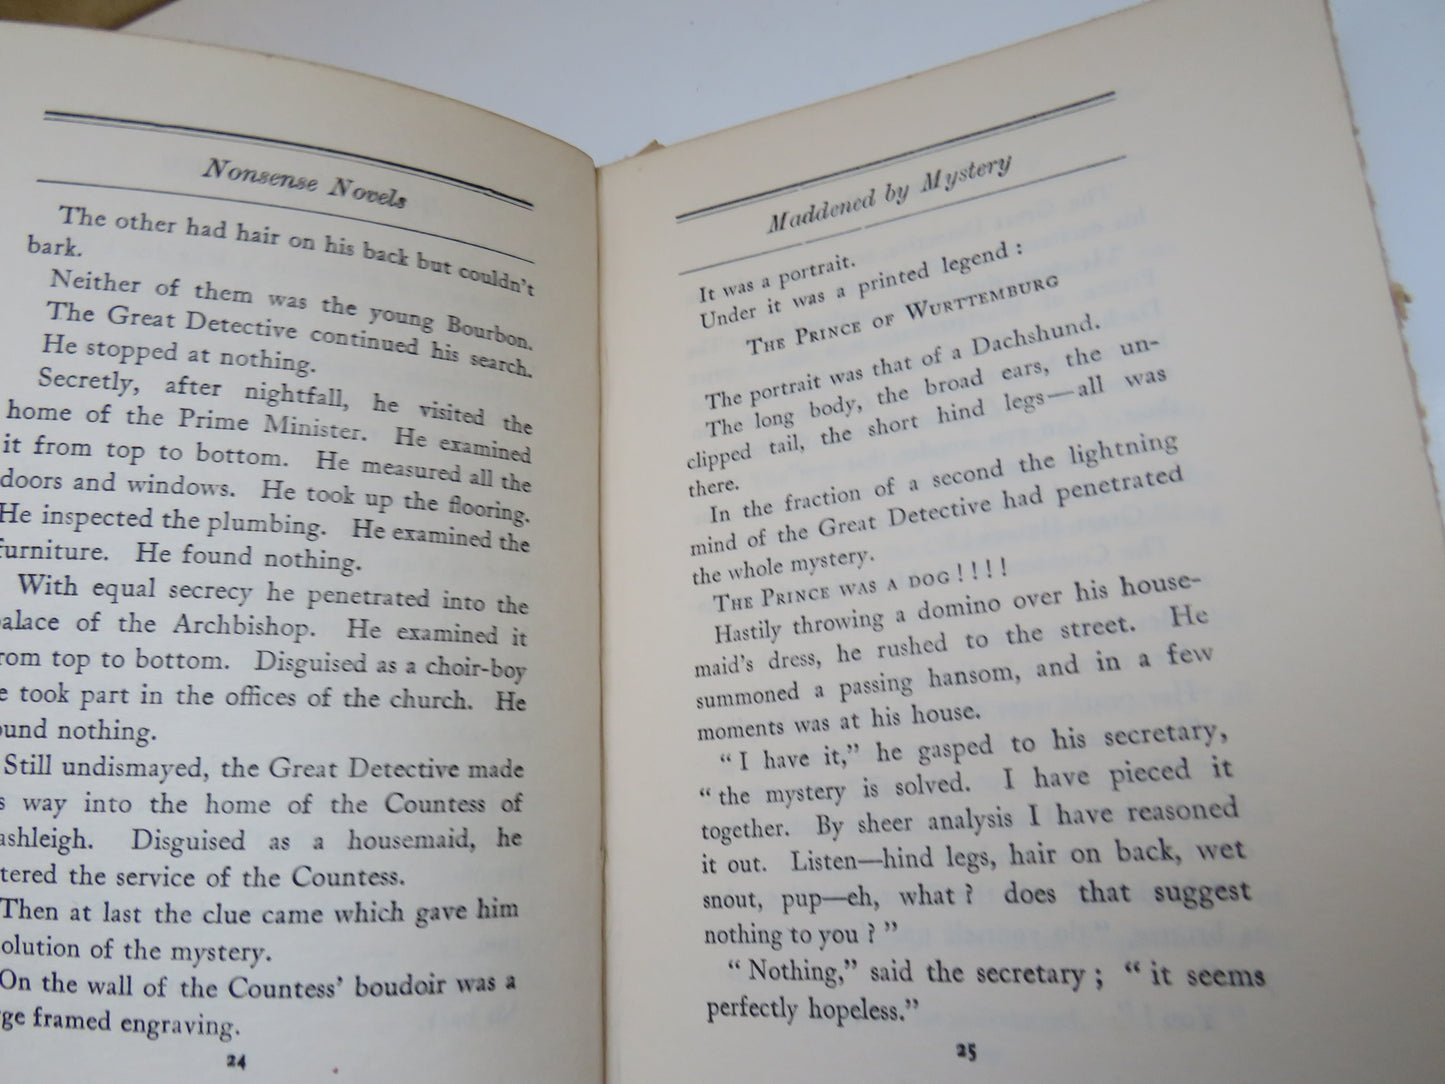 Nonsense Novels
The other had hair on his back but couldn't
bark.
Neither of them was the young Bourbon.
The Great Detective continued his search.
He stopped at nothing.
Secretly, after nightfall, he visited the
home of the Prime Minister. He examined
it from top to bottom. He measured all the
doors and windows. He took up the flooring.
He inspected the plumbing. He examined the
furniture. He found nothing.
With equal secrecy he penetrated into the
alace of the Archbishop. He examined it
rom top to bottom. Disguised as a choir-boy
e took part in the offices of the church. He
ound nothing.
Still undismayed, the Great Detective made
s way into the home of the Countess of
ashleigh. Disguised as a housemaid, he
tered the service of the Countess.
Then at last the clue came which gave him
olution of the mystery.
On the wall of the Countess' boudoir was a
ge framed engraving.
24
Maddened by Mystery
It was a portrait.
Under it was a printed legend :
THE PRINCE OF WURTTEMBURG
The portrait was that of a Dachshund.
The long body, the broad ears, the un-
clipped tail, the short hind legs—all was
there.
In the fraction of a second the lightning
mind of the Great Detective had penetrated
the whole mystery.
THE PRINCE WAS A DOG ! ! ! !
Hastily throwing a domino over his house-
maid's dress, he rushed to the street. He
summoned a passing hansom, and in a few
moments was at his house.
“ I have it,” he gasped to his secretary,
“ the mystery is solved. I have pieced it
together. By sheer analysis I have reasoned
it out. Listen—hind legs, hair on back, wet
snout, pup—eh, what ? does that suggest
nothing to you ? ”
“ Nothing,” said the secretary ; “ it seems
perfectly hopeless.”
25